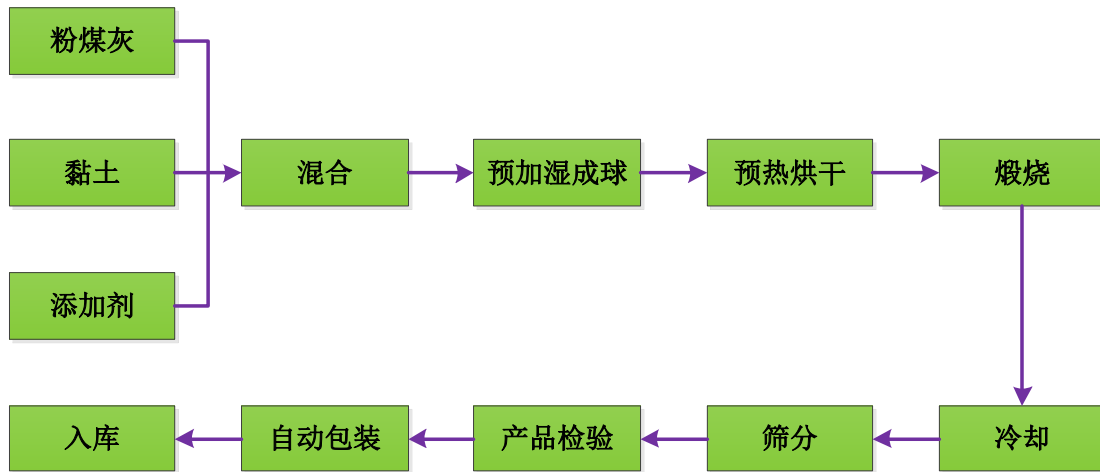 粉煤灰
黏土
混合
预加湿成球
预热烘干
煅烧
添加剂
入库
自动包装
产品检验
筛分
冷却